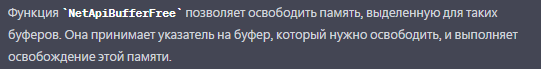 Функция `NetApiBufferFree` позволяет освободить память, выделенную для таких
буферов. Она принимает указатель на буфер, который нужно освободить, и выполняет
освобождение этой памяти.